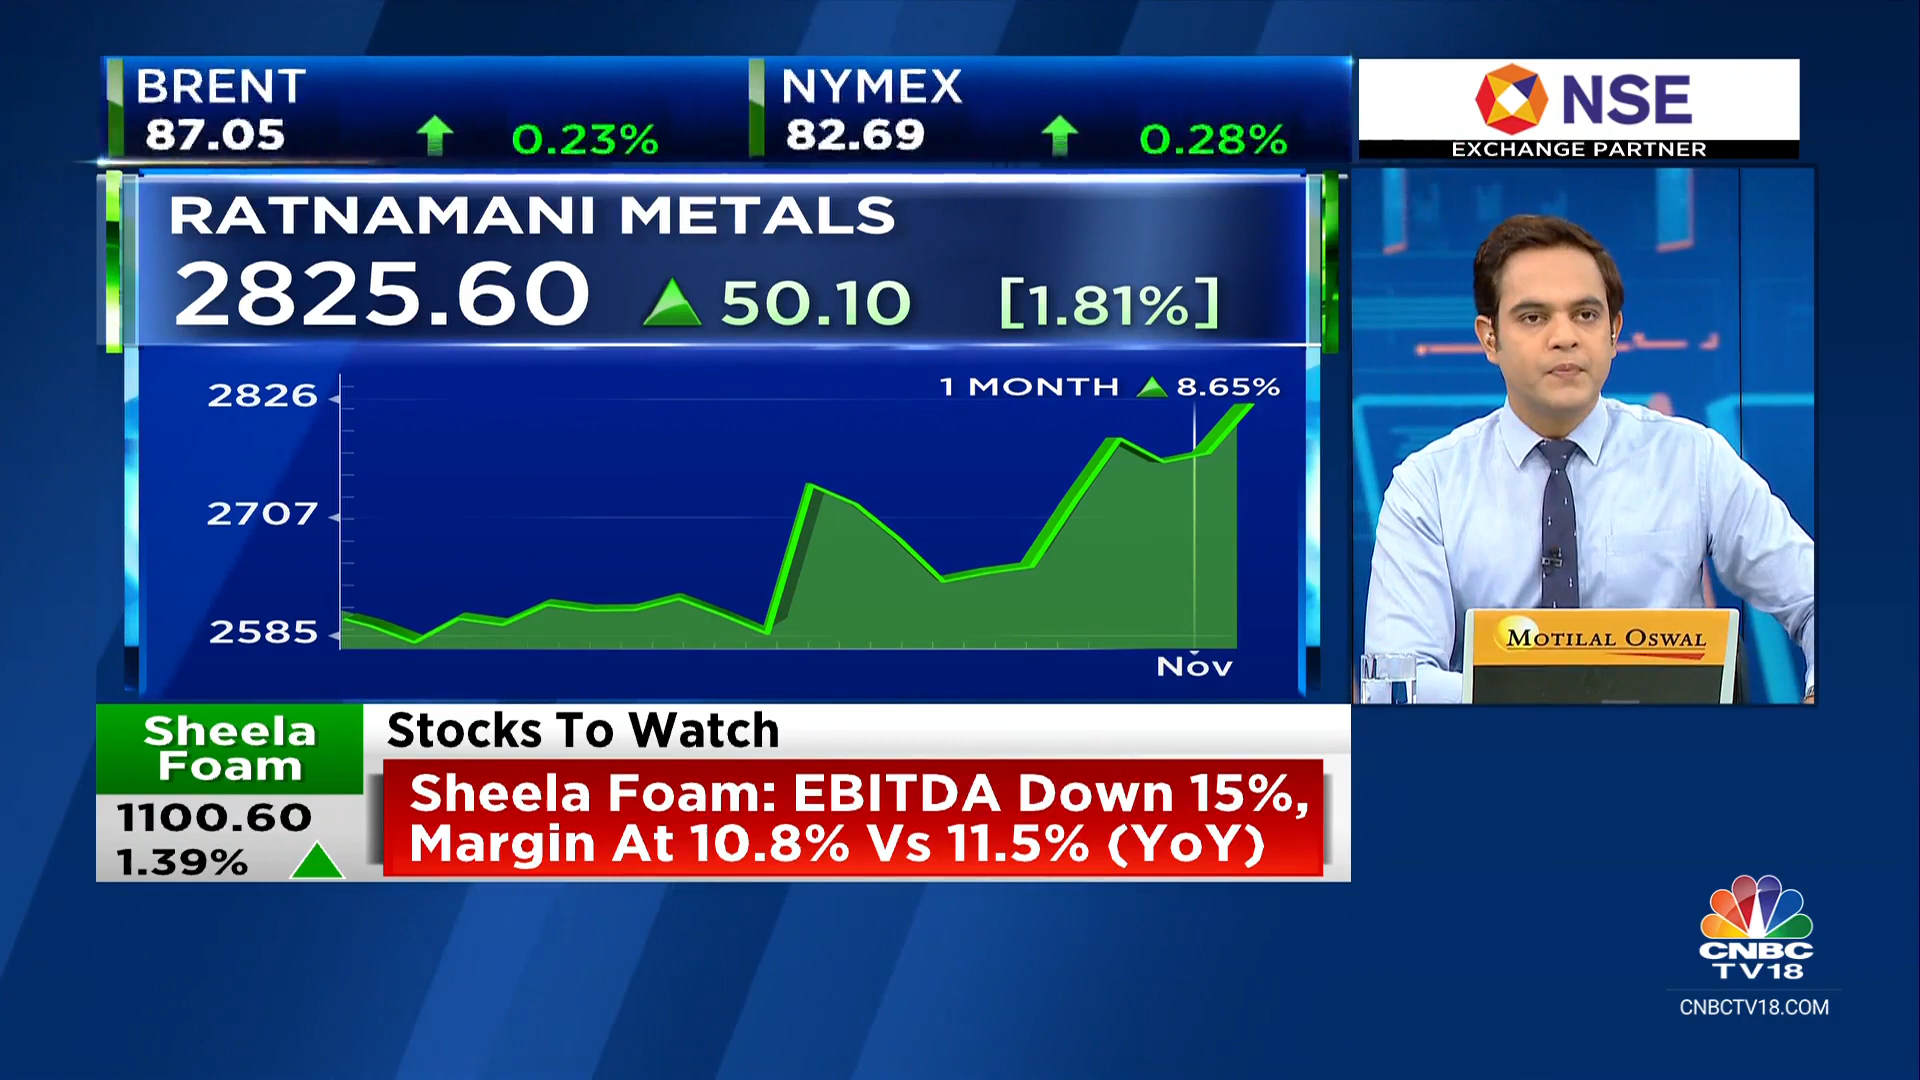 BRENT
87.05 0.23%
NYMEX
82.69 0.28%
NSE
EXCHANGE PARTNER
RATNAMANI METALS
2825.60 50.10 [1.81%]
1 MONTH 8.65%
2826
2707
2585
Nov
MOTILAL OSWAL
Sheela
Foam
1100.60
1.39%
Stocks To Watch
Sheela Foam: EBITDA Down 15%,
Margin At 10.8% Vs 11.5% (YoY)
CNBC
TV18
CNBCTV18.COM